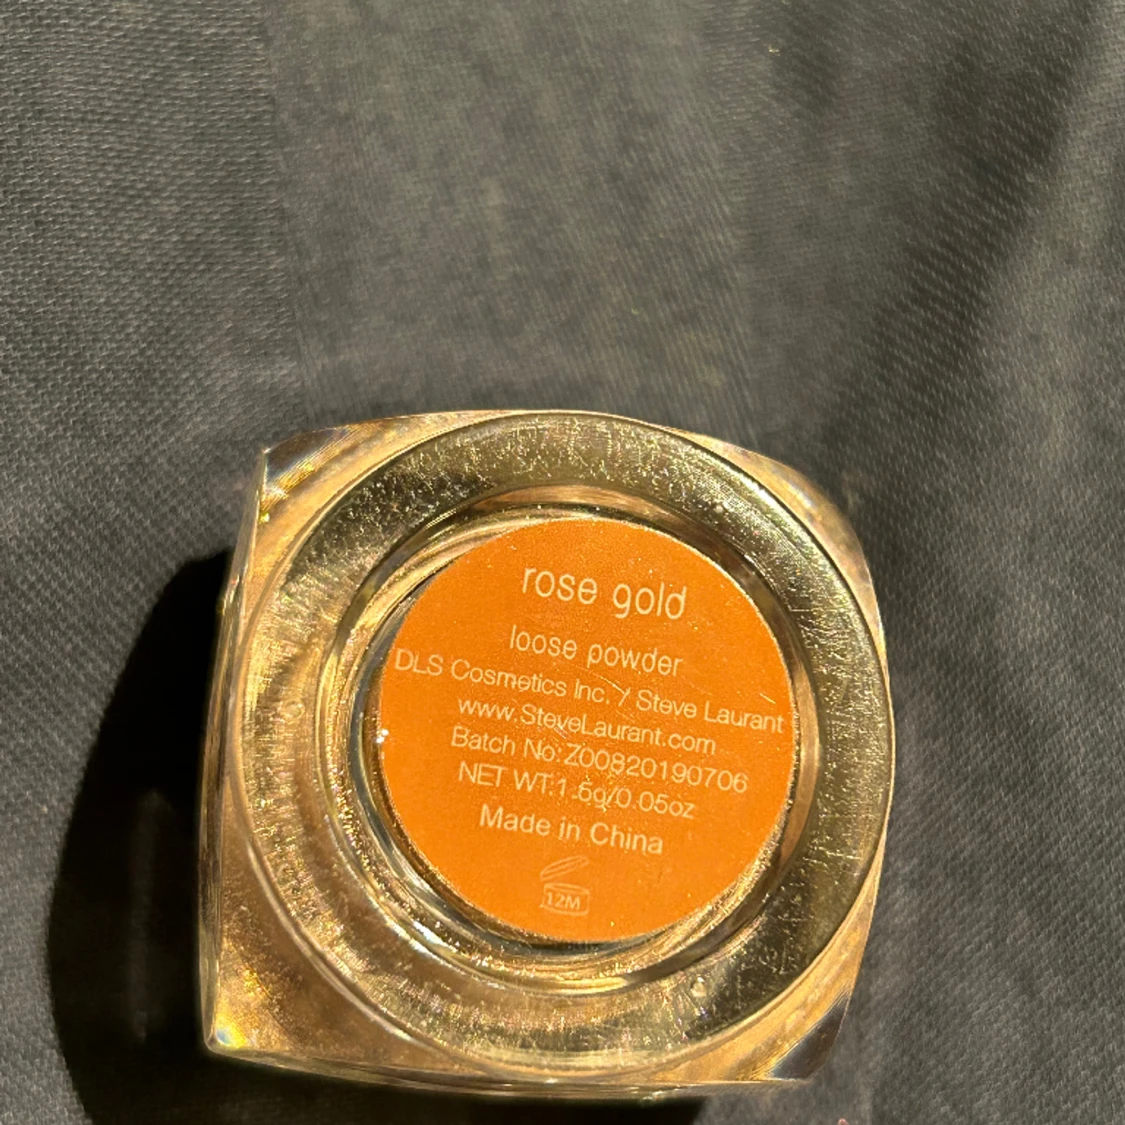 rose gold
loose powder
DLS Cosmetics Inc. / Steve Laurant
www.SteveLaurant.com
Batch No:Z00820190706
NET WT.1.5g/0.05oz
Made in China
12M